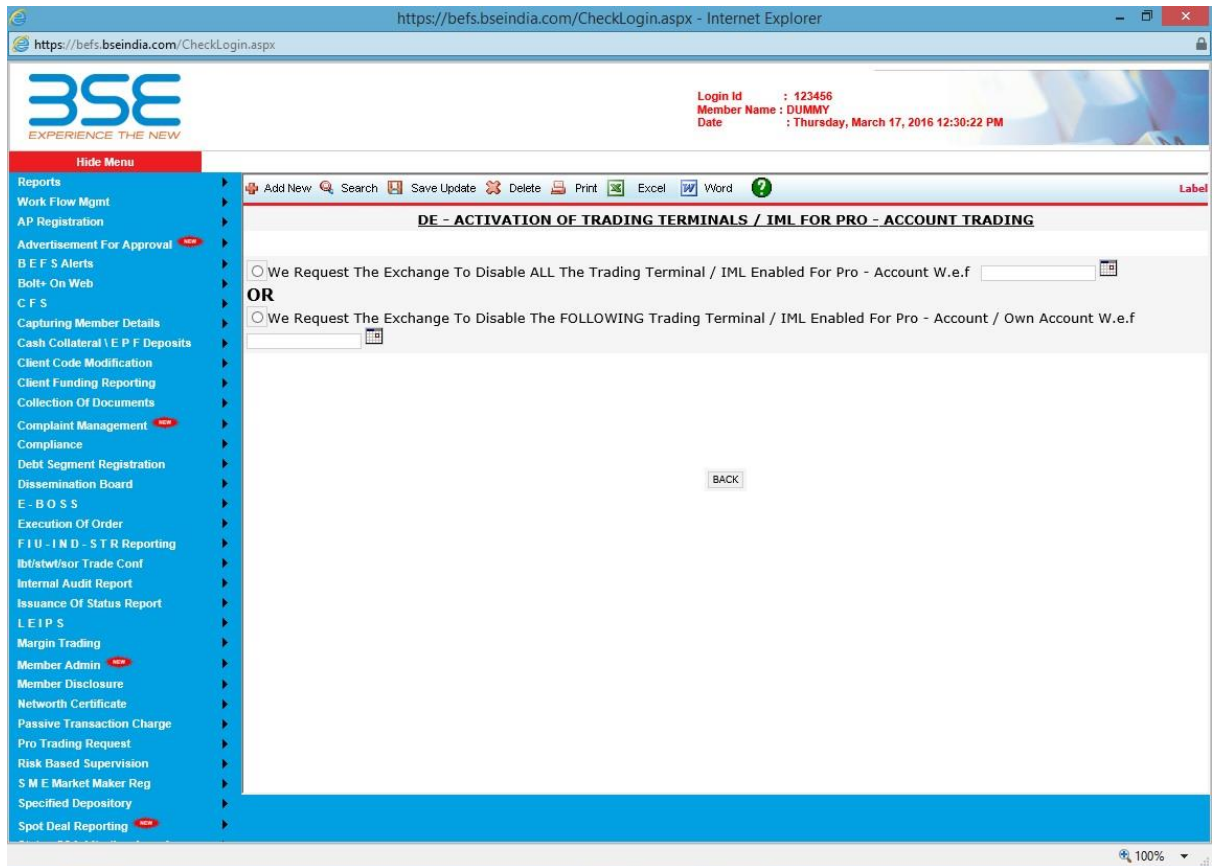 https://befs.bseindia.com/CheckLogin.aspx - Internet Explorer
https://befs.bseindia.com/CheckLogin.aspx
BSE
EXPERIENCE THE NEW
Login Id : 123456
Member Name : DUMMY
Date : Thursday, March 17, 2016 12:30:22 PM
Hide Menu
Reports
Work Flow Mgmt
AP Registration
Advertisement For Approval NEW
B E F S Alerts
Bolt+ On Web
C F S
Capturing Member Details
Cash Collateral \ E P F Deposits
Client Code Modification
Client Funding Reporting
Collection Of Documents
Complaint Management NEW
Compliance
Debt Segment Registration
Dissemination Board
E - B O S S
Execution Of Order
F I U - I N D - S T R Reporting
Ibt/stwt/sor Trade Conf
Internal Audit Report
Issuance Of Status Report
L E I P S
Margin Trading
Member Admin NEW
Member Disclosure
Networth Certificate
Passive Transaction Charge
Pro Trading Request
Risk Based Supervision
S M E Market Maker Reg
Specified Depository
Spot Deal Reporting NEW
Add New Search Save Update Delete Print Excel Word ? Label
DE - ACTIVATION OF TRADING TERMINALS / IML FOR PRO - ACCOUNT TRADING
We Request The Exchange To Disable ALL The Trading Terminal / IML Enabled For Pro - Account W.e.f
OR
We Request The Exchange To Disable The FOLLOWING Trading Terminal / IML Enabled For Pro - Account / Own Account W.e.f
BACK
100%